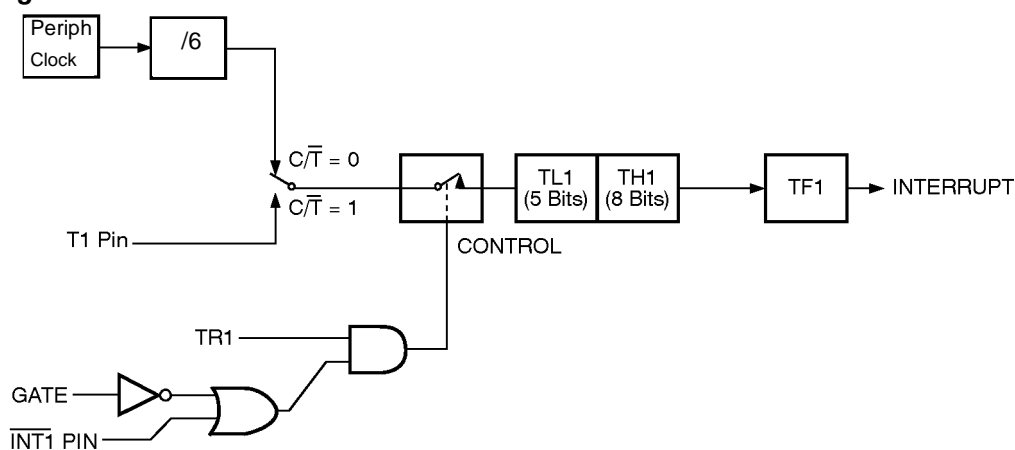 Periph
Clock
/6
C/T̅ = 0
C/T̅ = 1
T1 Pin
TL1
(5 Bits)
TH1
(8 Bits)
TF1
INTERRUPT
CONTROL
TR1
GATE
I̅N̅T̅1̅ PIN